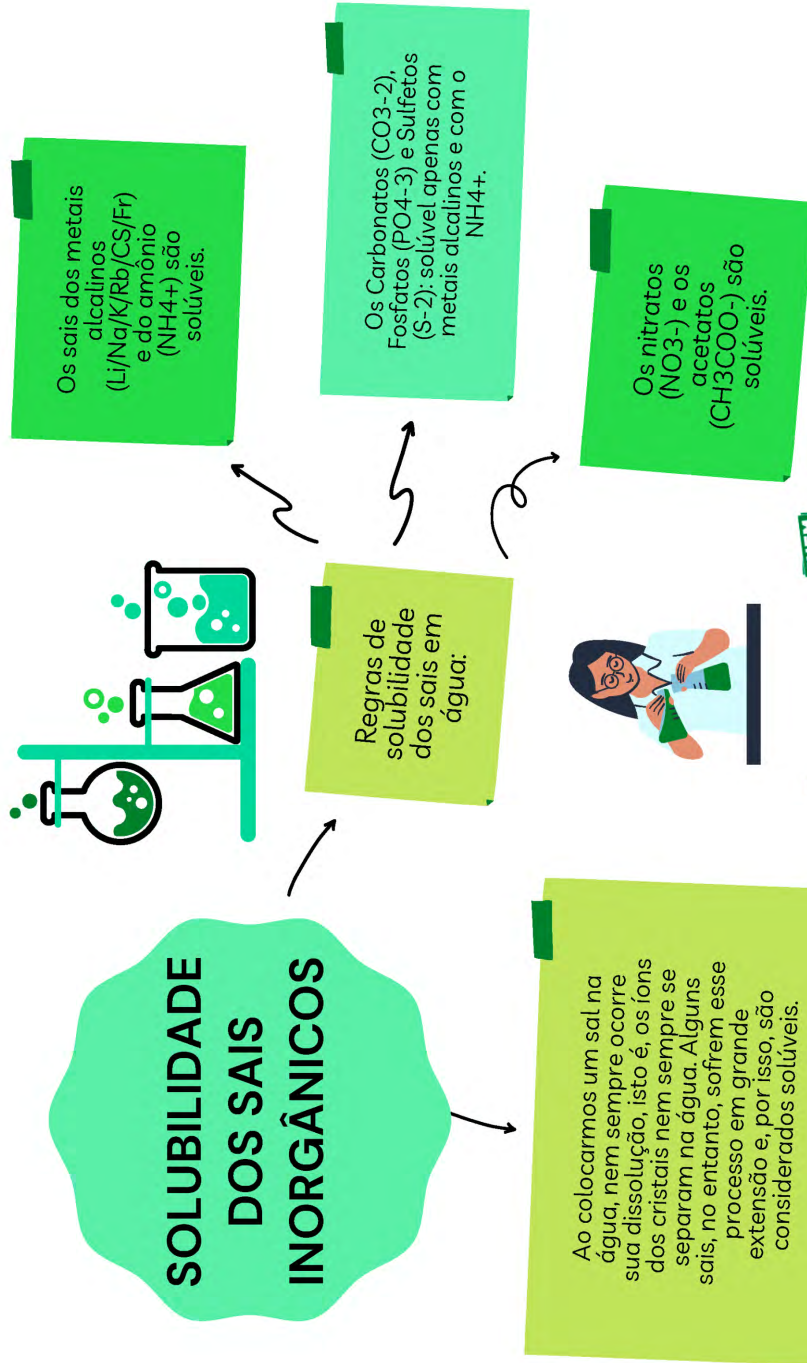 SOLUBILIDADE
DOS SAIS
INORGÂNICOS
Ao colocarmos um sal na
água, nem sempre ocorre
sua dissolução, isto é, os íons
dos cristais nem sempre se
separam na água. Alguns
sais, no entanto, sofrem esse
processo em grande
extensão e, por isso, são
considerados solúveis.
Regras de
solubilidade
dos sais em
água:
Os sais dos metais
alcalinos
(Li/Na/K/Rb/CS/Fr)
e do amônio
(NH4+) são
solúveis.
Os Carbonatos (CO3-2),
Fosfatos (PO4-3) e Sulfetos
(S-2): solúvel apenas com
metais alcalinos e com o
NH4+.
Os nitratos
(NO3-) e os
acetatos
(CH3COO-) são
solúveis.